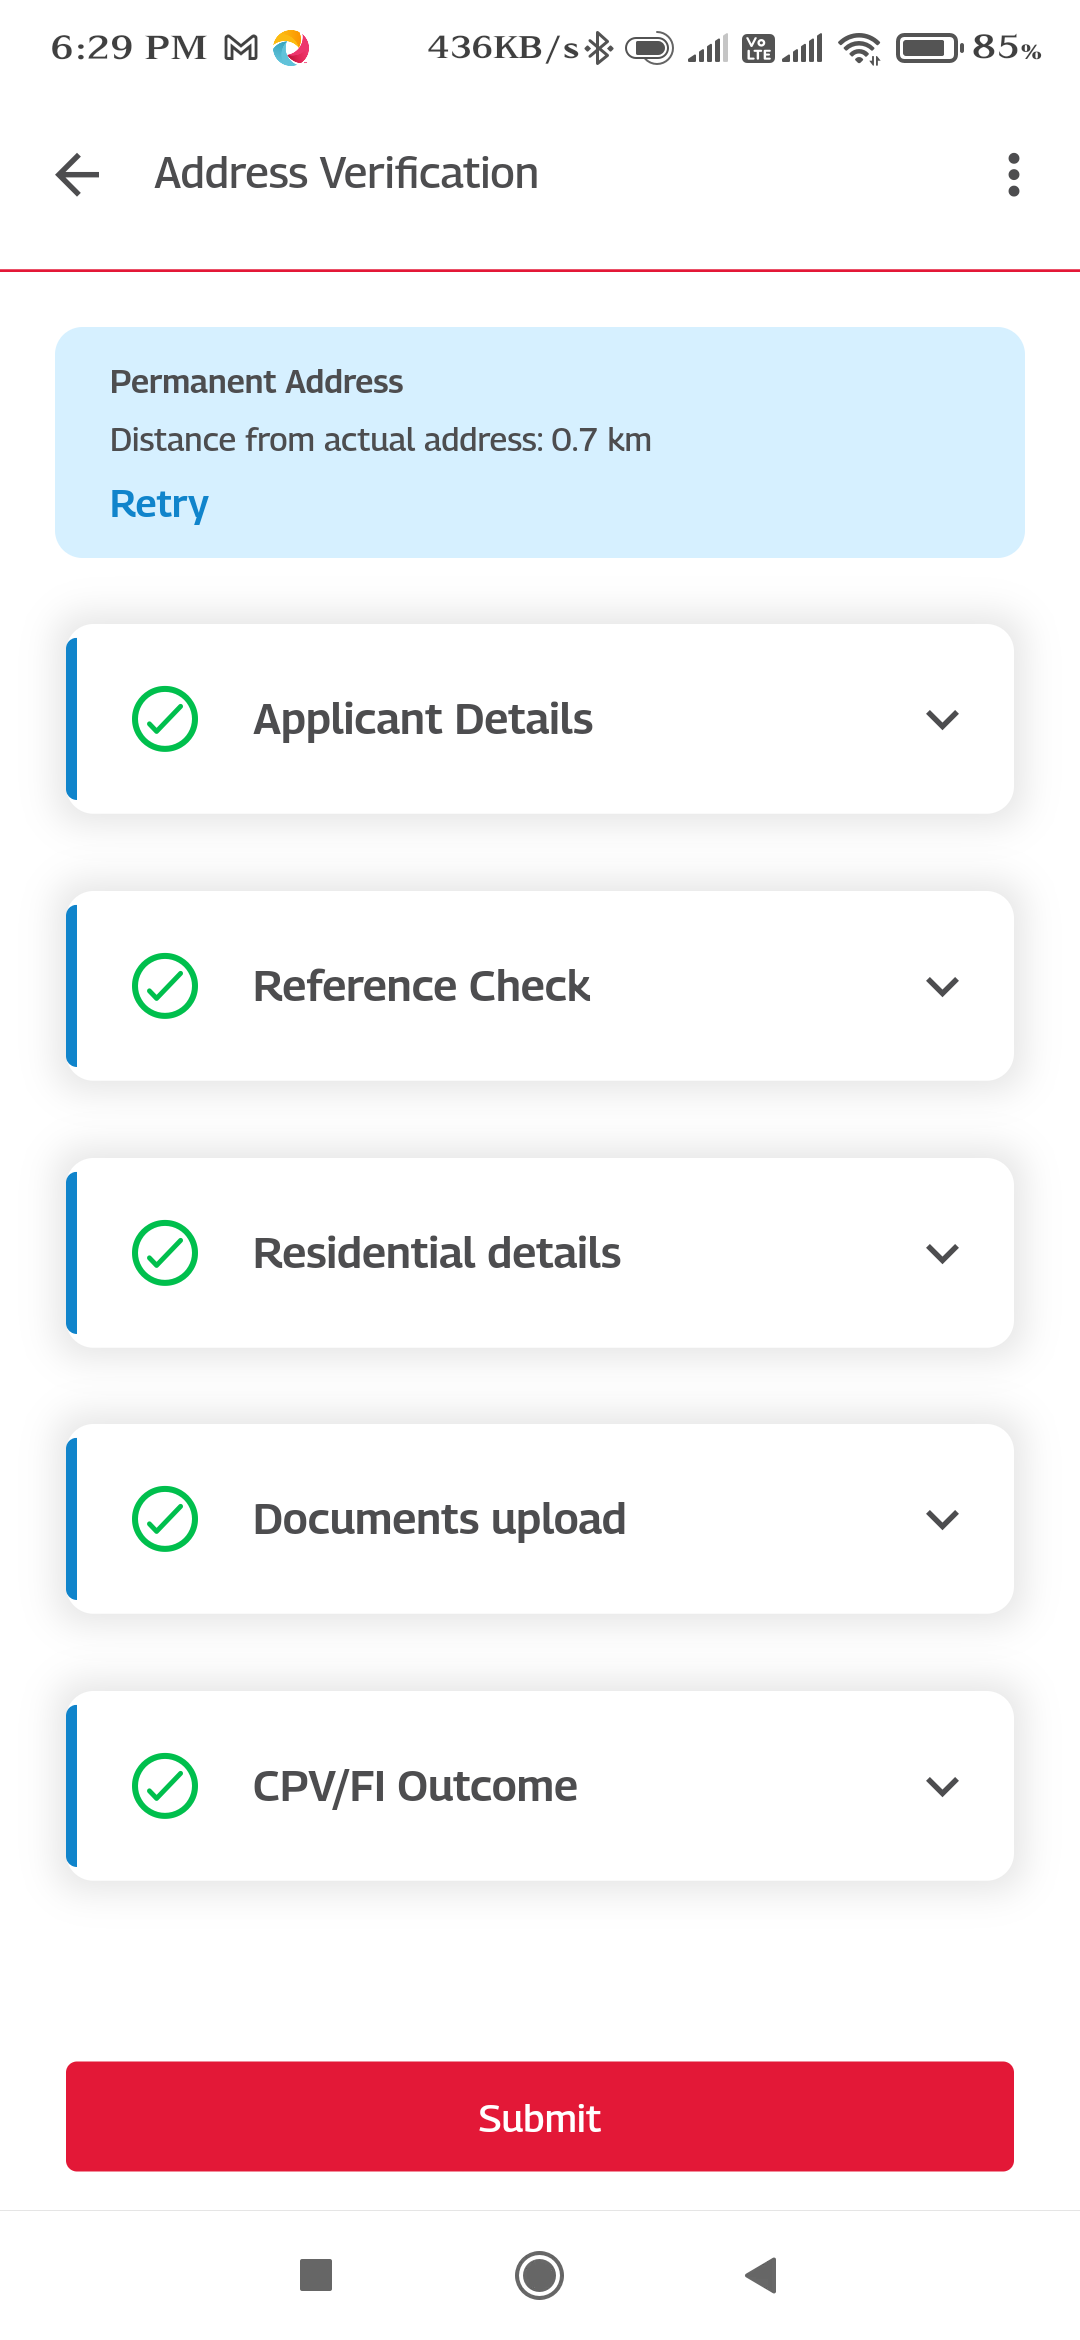 6:29 PM 436KB/s Vo LTE 85%
Address Verification
Permanent Address
Distance from actual address: 0.7 km
Retry
Applicant Details
Reference Check
Residential details
Documents upload
CPV/FI Outcome
Submit